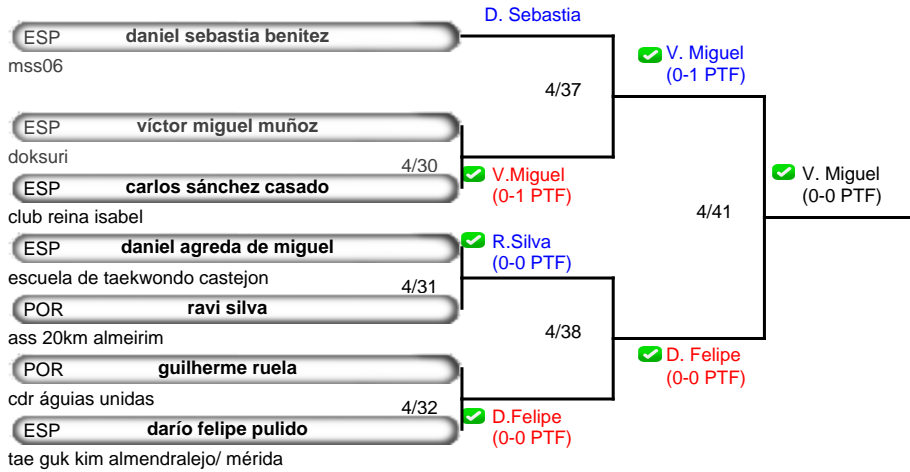 D. Sebastia
ESP daniel sebastia benitez
mss06
V. Miguel
(0-1 PTF)
4/37
ESP víctor miguel muñoz
doksuri
4/30
ESP carlos sánchez casado
club reina isabel
V.Miguel
(0-1 PTF)
V. Miguel
(0-0 PTF)
4/41
ESP daniel agreda de miguel
escuela de taekwondo castejon
4/31
R.Silva
(0-0 PTF)
POR ravi silva
ass 20km almeirim
4/38
POR guilherme ruela
cdr águias unidas
4/32
D. Felipe
(0-0 PTF)
ESP darío felipe pulido
tae guk kim almendralejo/ mérida
D.Felipe
(0-0 PTF)